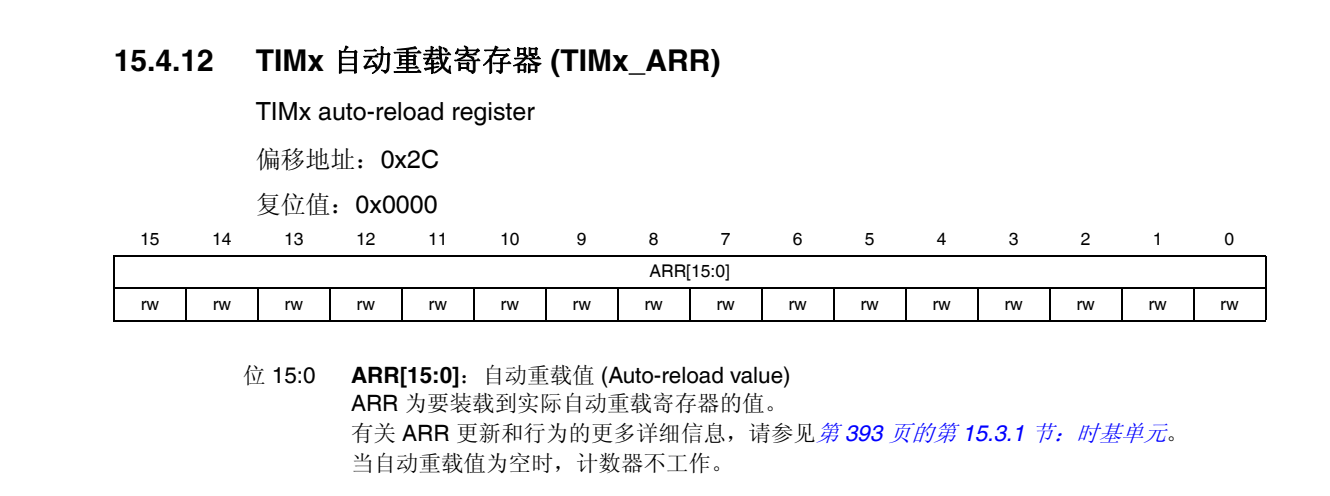 15.4.12 TIMx 自动重载寄存器 (TIMx_ARR)
TIMx auto-reload register
偏移地址：0x2C
复位值：0x0000
15 14 13 12 11 10 9 8 7 6 5 4 3 2 1 0
ARR[15:0]
rw rw rw rw rw rw rw rw rw rw rw rw rw rw rw rw
位 15:0 ARR[15:0]：自动重载值 (Auto-reload value)
ARR 为要装载到实际自动重载寄存器的值。
有关 ARR 更新和行为的更多详细信息，请参见第 393 页的第 15.3.1 节：时基单元。
当自动重载值为空时，计数器不工作。